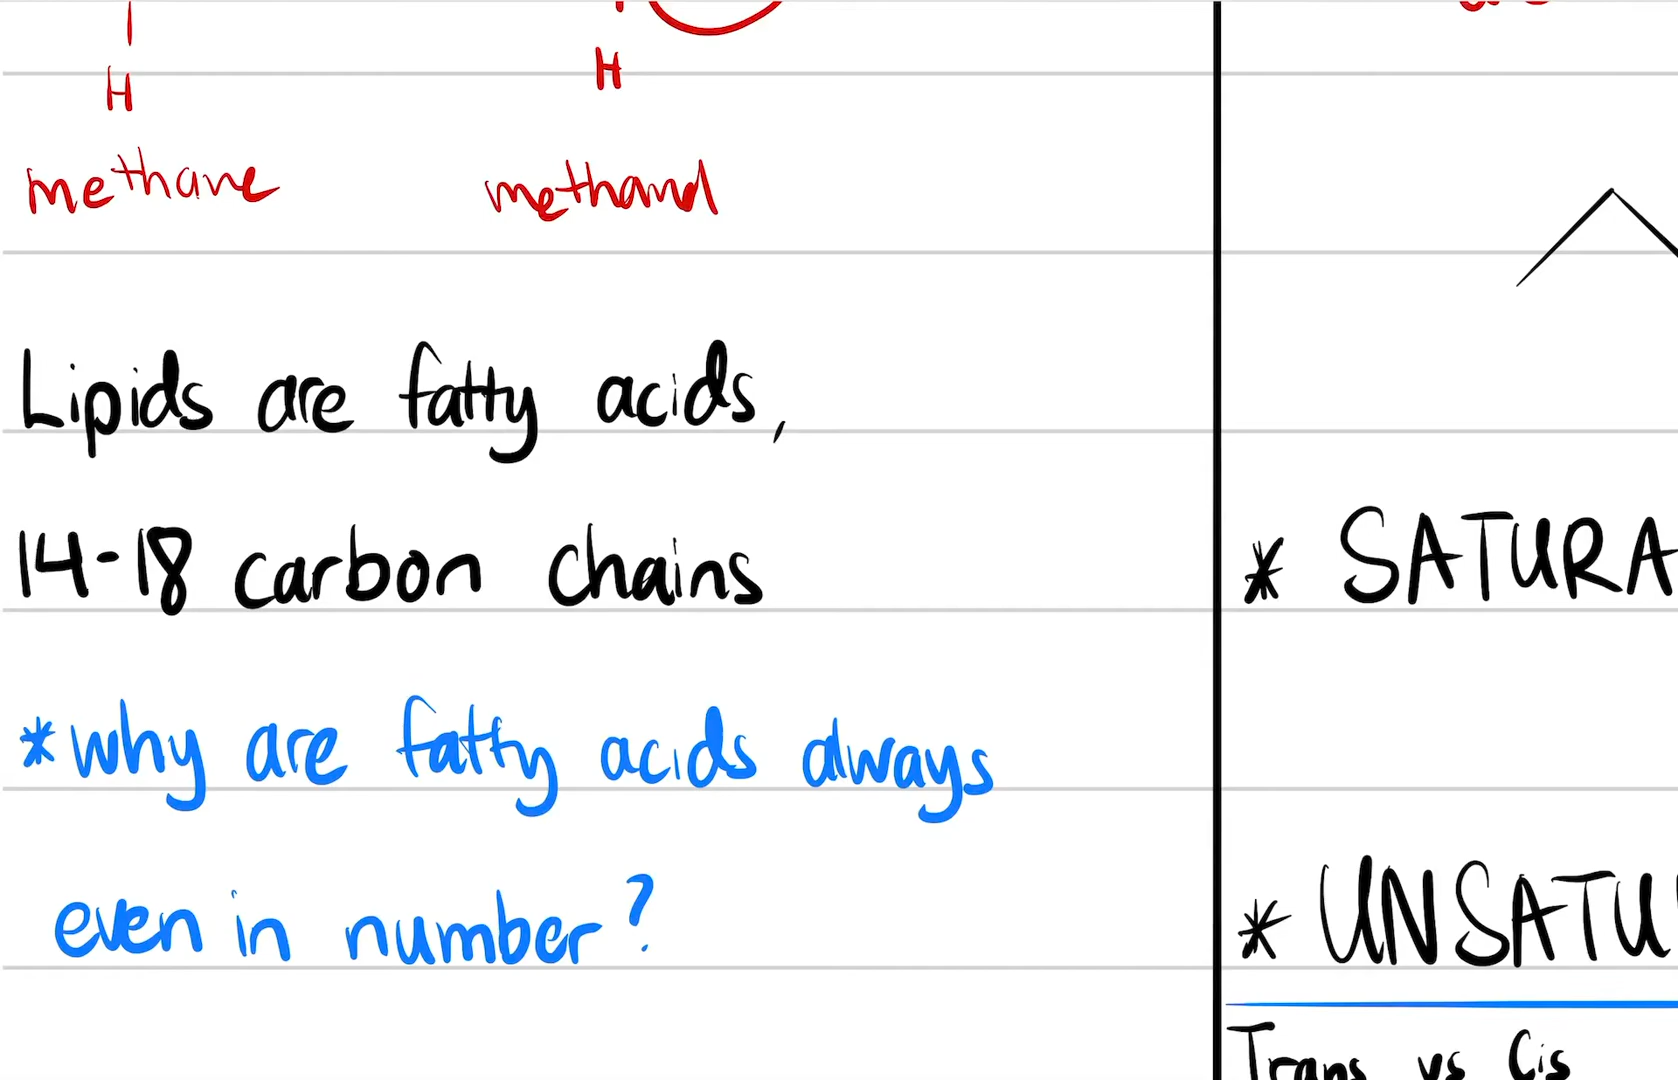 H
H
methane
methanol
Lipids are fatty acids,
14-18 carbon chains
*why are fatty acids always
even in number?
* SATURA
* UNSATU
Trans vs Cis